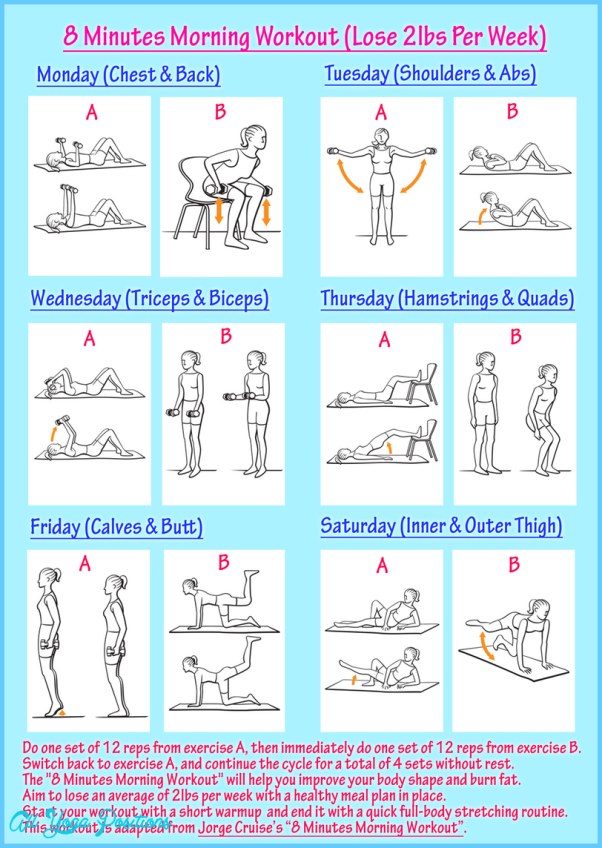 8 Minutes Morning Workout (Lose 2lbs Per Week)
Monday (Chest & Back)
A
B
Tuesday (Shoulders & Abs)
A
B
Wednesday (Triceps & Biceps)
A
B
Thursday (Hamstrings & Quads)
A
B
Friday (Calves & Butt)
A
B
Saturday (Inner & Outer Thigh)
A
B
Do one set of 12 reps from exercise A, then immediately do one set of 12 reps from exercise B.
Switch back to exercise A, and continue the cycle for a total of 4 sets without rest.
The "8 Minutes Morning Workout" will help you improve your body shape and burn fat.
Aim to lose an average of 2lbs per week with a healthy meal plan in place.
Start your workout with a short warmup and end it with a quick full-body stretching routine.
This workout is adapted from Jorge Cruise's "8 Minutes Morning Workout".
All Yoga Positions